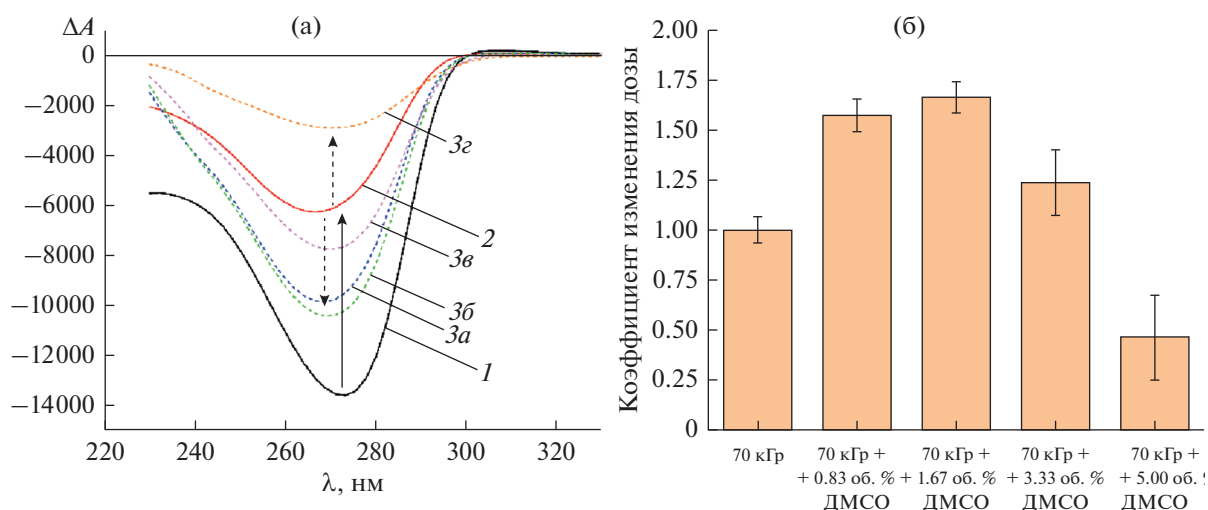 (а)
ΔA
0
−2000
−4000
−6000
−8000
−10000
−12000
−14000
220 240 260 280 300 320
λ, нм
3г
2
3в
3б
3а
1
(б)
Коэффициент изменения дозы
2.00
1.75
1.50
1.25
1.00
0.75
0.50
0.25
0
70 кГр
70 кГр +
+ 0.83 об. %
ДМСО
70 кГр +
+ 1.67 об. %
ДМСО
70 кГр +
+ 3.33 об. %
ДМСО
70 кГр +
+ 5.00 об. %
ДМСО